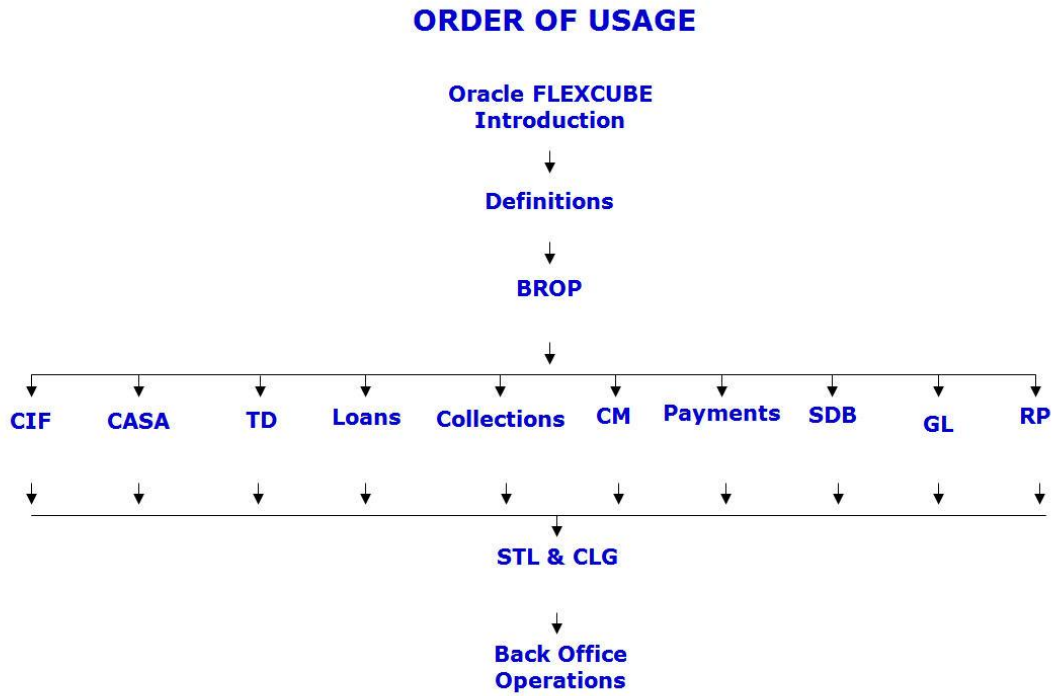 ORDER OF USAGE
Oracle FLEXCUBE
Introduction
Definitions
BROP
CIF CASA TD Loans Collections CM Payments SDB GL RP
STL & CLG
Back Office
Operations